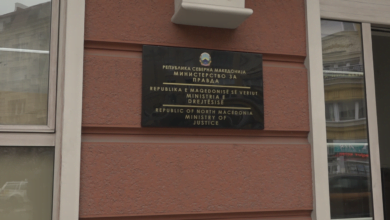 РЕПУБЛИКА СЕВЕРНА МАКЕДОНИЈА
МИНИСТЕРСТВО ЗА
ПРАВДА
REPUBLIKA E MAQEDONISË SË VERIUT
MINISTRIA E
DREJTËSISË
REPUBLIC OF NORTH MACEDONIA
MINISTRY OF
JUSTICE